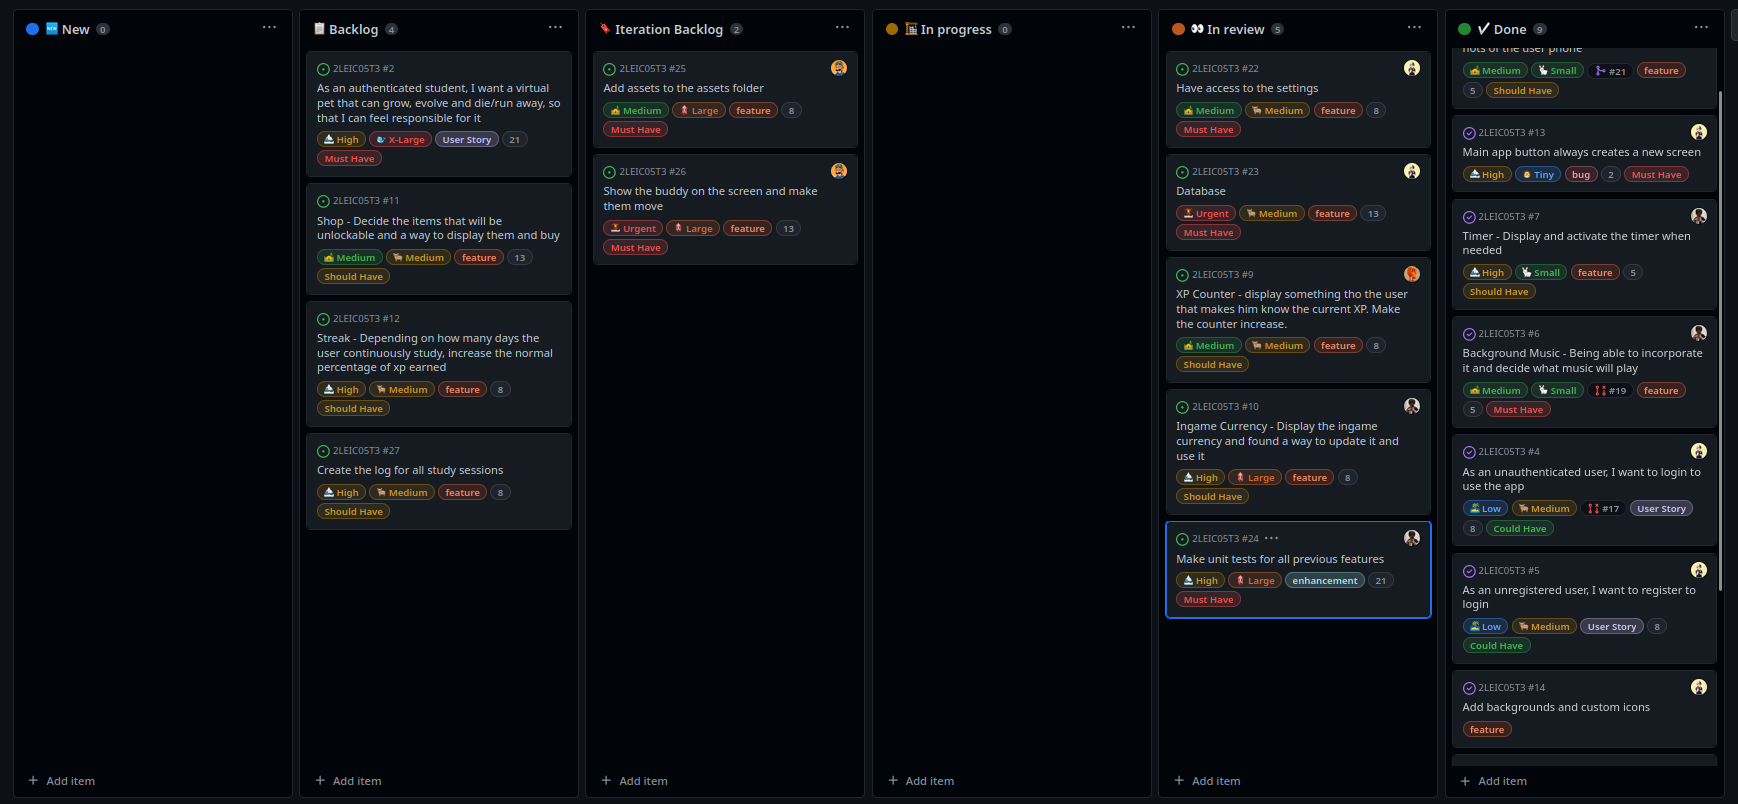 New 0
Backlog 4
2LEIC05T3 #2
As an authenticated student, I want a virtual
pet that can grow, evolve and die/run away, so
that I can feel responsible for it
High X-Large User Story 21
Must Have
2LEIC05T3 #11
Shop - Decide the items that will be
unlockable and a way to display them and buy
Medium Medium feature 13
Should Have
2LEIC05T3 #12
Streak - Depending on how many days the
user continuously study, increase the normal
percentage of xp earned
High Medium feature 8
Should Have
2LEIC05T3 #27
Create the log for all study sessions
High Medium feature 8
Should Have
Iteration Backlog 2
2LEIC05T3 #25
Add assets to the assets folder
Medium Large feature 8
Must Have
2LEIC05T3 #26
Show the buddy on the screen and make
them move
Urgent Large feature 13
Must Have
In progress 0
In review 5
2LEIC05T3 #22
Have access to the settings
Medium Medium feature 8
Must Have
2LEIC05T3 #23
Database
Urgent Medium feature 13
Must Have
2LEIC05T3 #9
XP Counter - display something tho the user
that makes him know the current XP. Make
the counter increase.
Medium Medium feature 8
Should Have
2LEIC05T3 #10
Ingame Currency - Display the ingame
currency and found a way to update it and
use it
High Large feature 8
Should Have
2LEIC05T3 #24
Make unit tests for all previous features
High Large enhancement 21
Must Have
Done 9
of the user phone
Medium Small #21 feature
5 Should Have
2LEIC05T3 #13
Main app button always creates a new screen
High Tiny bug 2 Must Have
2LEIC05T3 #7
Timer - Display and activate the timer when
needed
High Small feature 5
Should Have
2LEIC05T3 #6
Background Music - Being able to incorporate
it and decide what music will play
Medium Small #19 feature
5 Must Have
2LEIC05T3 #4
As an unauthenticated user, I want to login to
use the app
Low Medium #17 User Story
8 Could Have
2LEIC05T3 #5
As an unregistered user, I want to register to
login
Low Medium User Story 8
Could Have
2LEIC05T3 #14
Add backgrounds and custom icons
feature
+ Add item
+ Add item
+ Add item
+ Add item
+ Add item
+ Add item